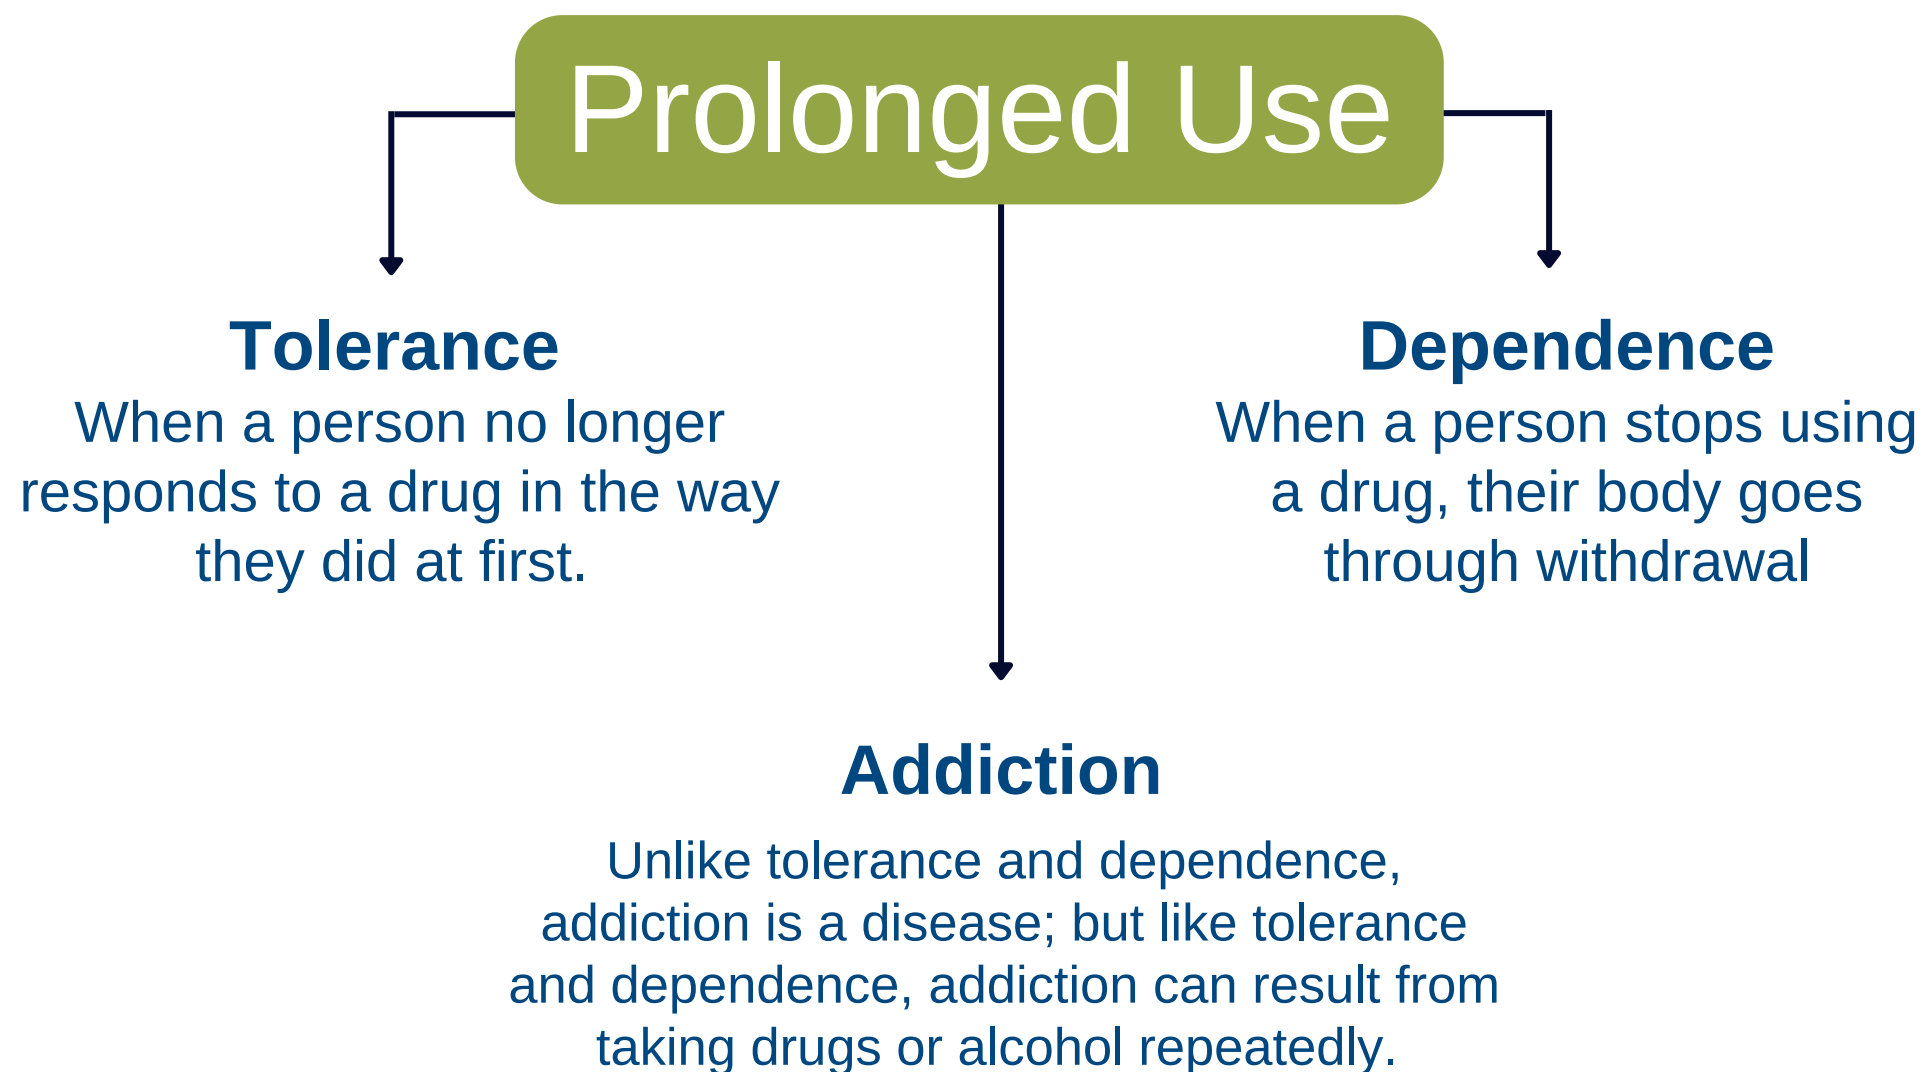 Prolonged Use
Tolerance
When a person no longer
responds to a drug in the way
they did at first.
Dependence
When a person stops using
a drug, their body goes
through withdrawal
Addiction
Unlike tolerance and dependence,
addiction is a disease; but like tolerance
and dependence, addiction can result from
taking drugs or alcohol repeatedly.